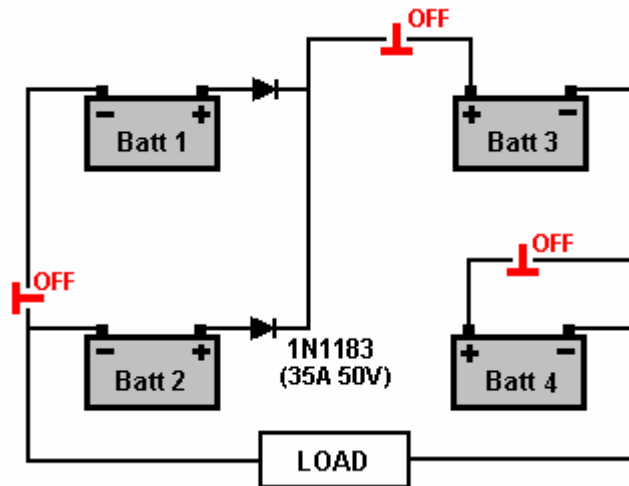 OFF
- +
Batt 1
+ -
Batt 3
OFF
OFF
- +
Batt 2
1N1183
(35A 50V)
+ -
Batt 4
LOAD